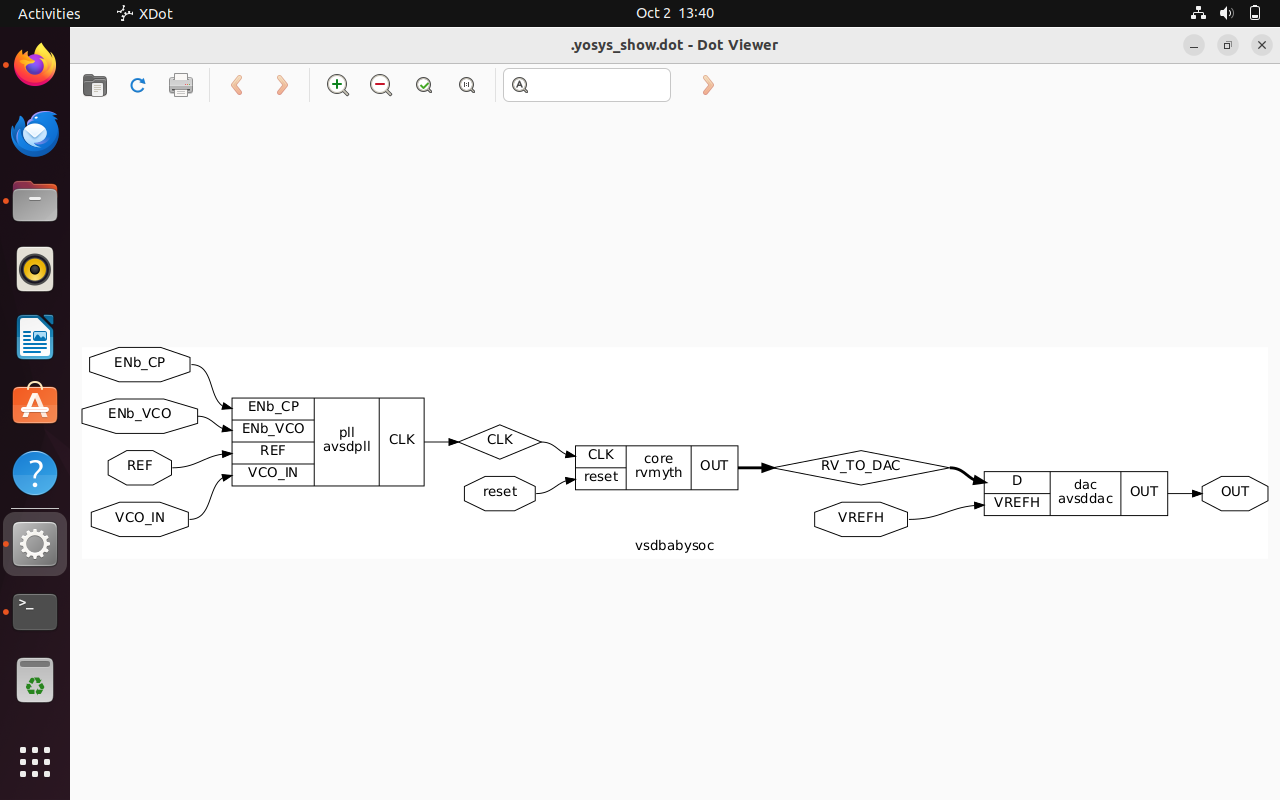 Activities
XDot
Oct 2 13:40
.yosys_show.dot - Dot Viewer
ENb_CP
ENb_VCO
REF
VCO_IN
ENb_CP
ENb_VCO
REF
VCO_IN
pll
avsdpll
CLK
CLK
reset
CLK
reset
core
rvmyth
OUT
RV_TO_DAC
VREFH
D
VREFH
dac
avsddac
OUT
OUT
vsdbabysoc